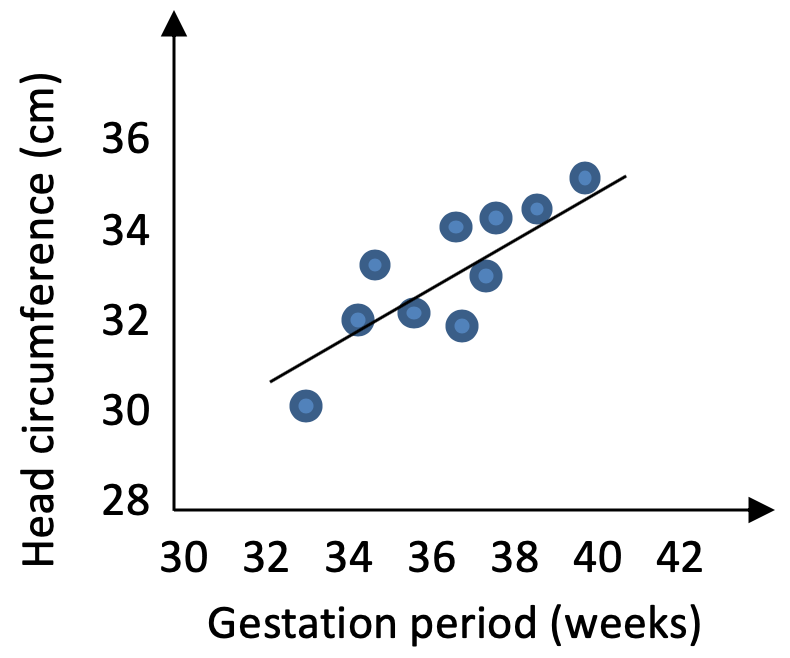 Head circumference (cm)
36
34
32
30
28
30 32 34 36 38 40 42
Gestation period (weeks)